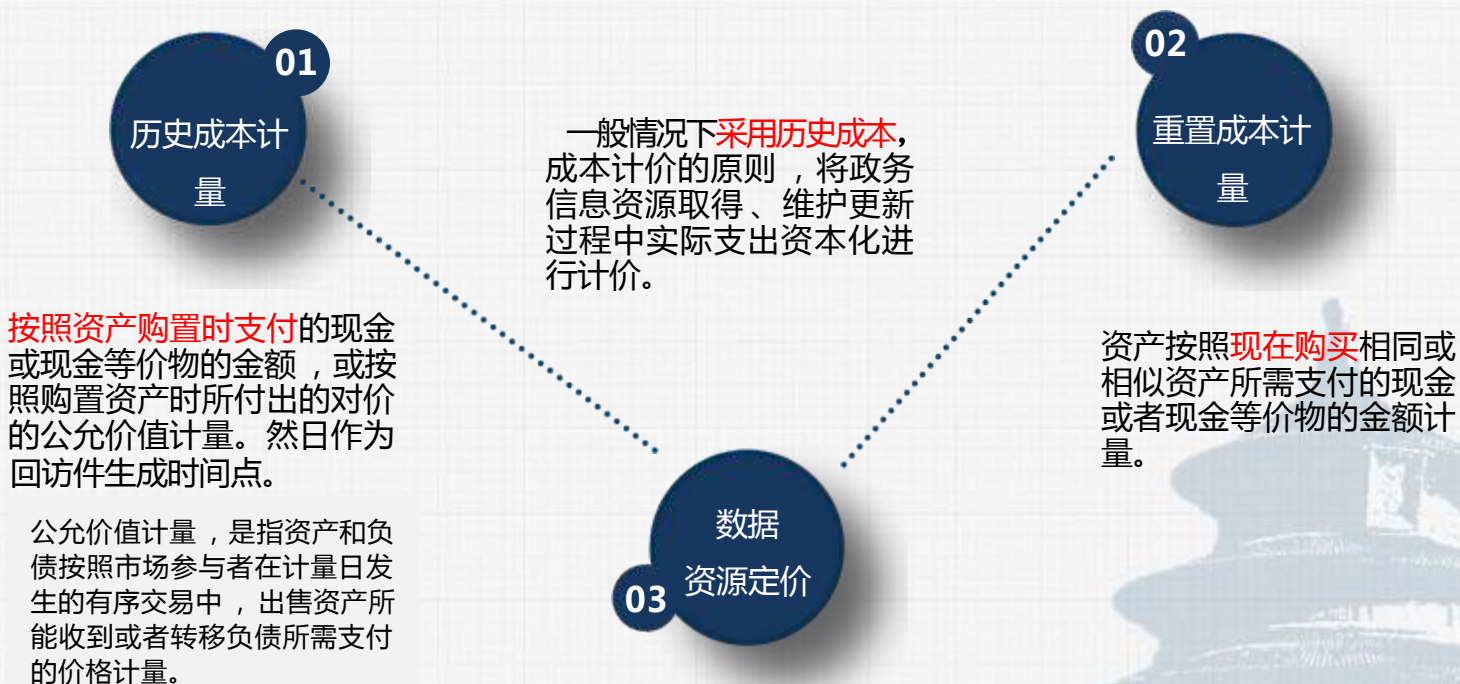 01
历史成本计
量
按照资产购置时支付的现金
或现金等价物的金额，或按
照购置资产时所付出的对价
的公允价值计量。然日作为
回访件生成时间点。
公允价值计量，是指资产和负
债按照市场参与者在计量日发
生的有序交易中，出售资产所
能收到或者转移负债所需支付
的价格计量。
一般情况下采用历史成本，
成本计价的原则，将政务
信息资源取得、维护更新
过程中实际支出资本化进
行计价。
02
重置成本计
量
资产按照现在购买相同或
相似资产所需支付的现金
或者现金等价物的金额计
量。
数据
资源定价
03